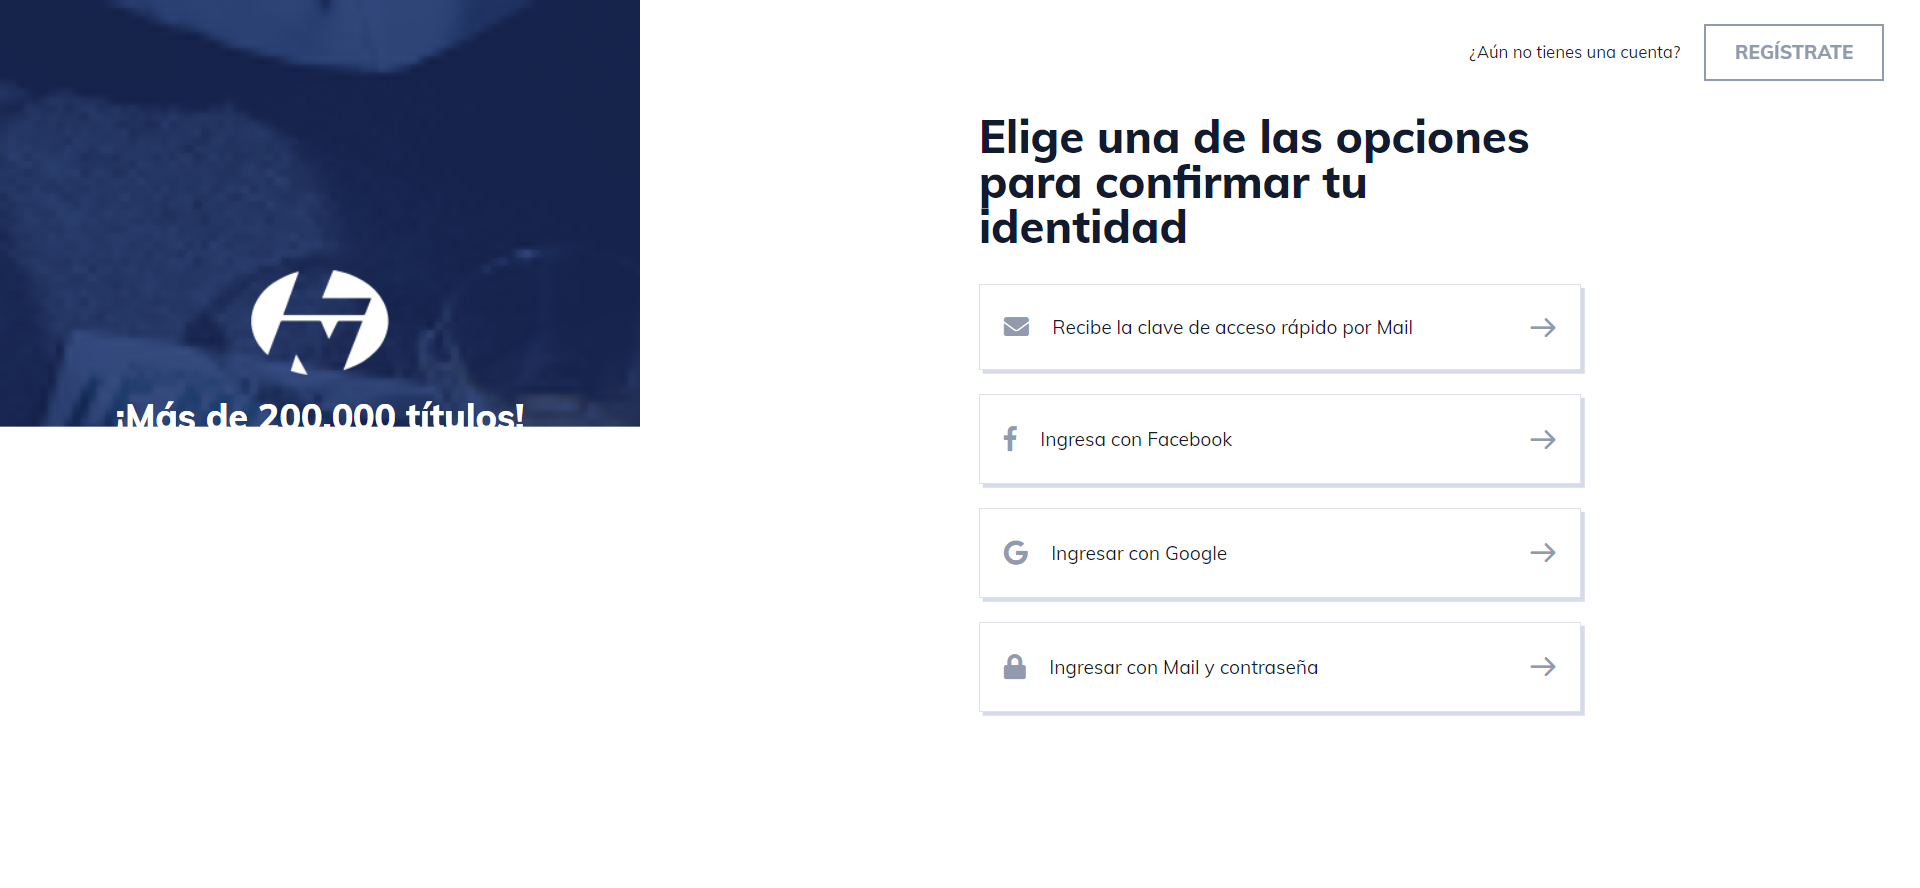 ¿Aún no tienes una cuenta?
REGÍSTRATE
Elige una de las opciones
para confirmar tu
identidad
Recibe la clave de acceso rápido por Mail
Ingresa con Facebook
Ingresar con Google
Ingresar con Mail y contraseña
¡Más de 200.000 títulos!